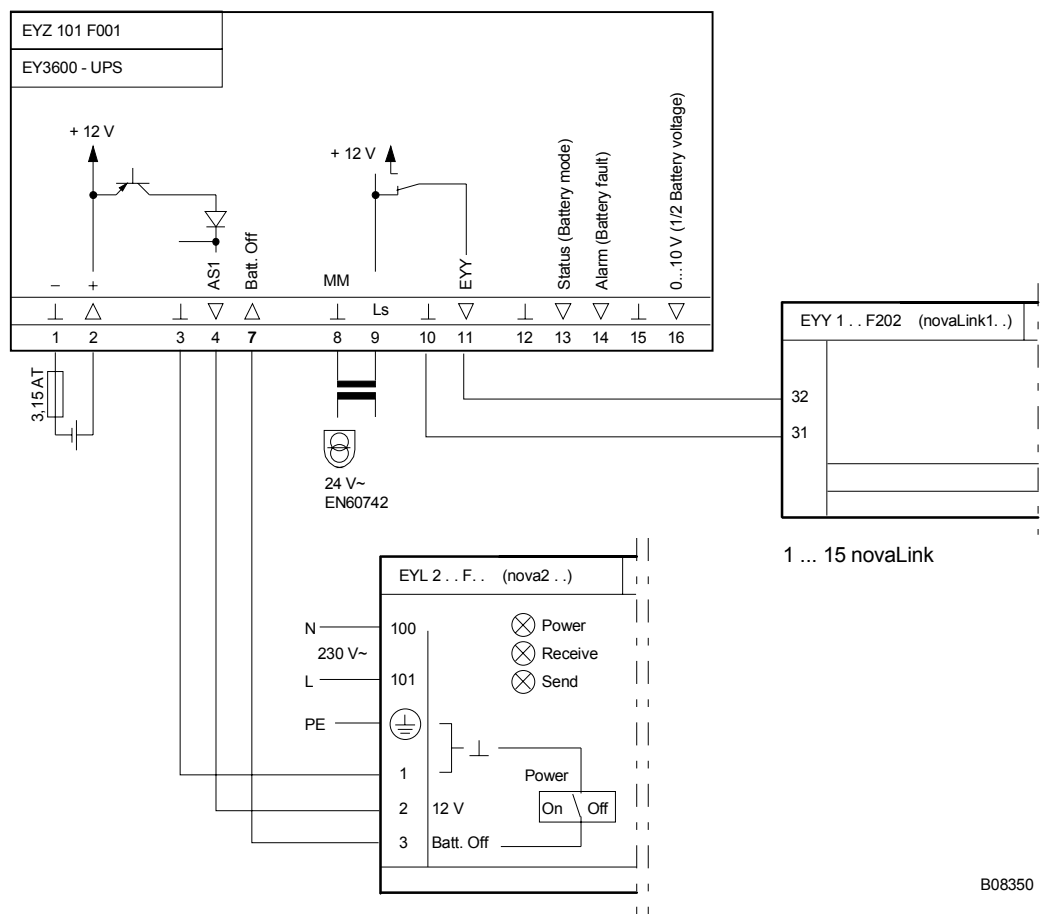 EYZ 101 F001
EY3600 - UPS
+ 12 V
+ 12 V
− +
AS1
Batt. Off
MM
EYY
Status (Battery mode)
Alarm (Battery fault)
0...10 V (1/2 Battery voltage)
Ls
1 2 3 4 7 8 9 10 11 12 13 14 15 16
3,15 AT
24 V~
EN60742
EYY 1 . . F202 (novaLink1. .)
32
31
1 ... 15 novaLink
EYL 2 . . F. . (nova2 . .)
N 100
230 V~
L 101
PE
Power
Receive
Send
1
2 12 V
3 Batt. Off
Power
On Off
B08350